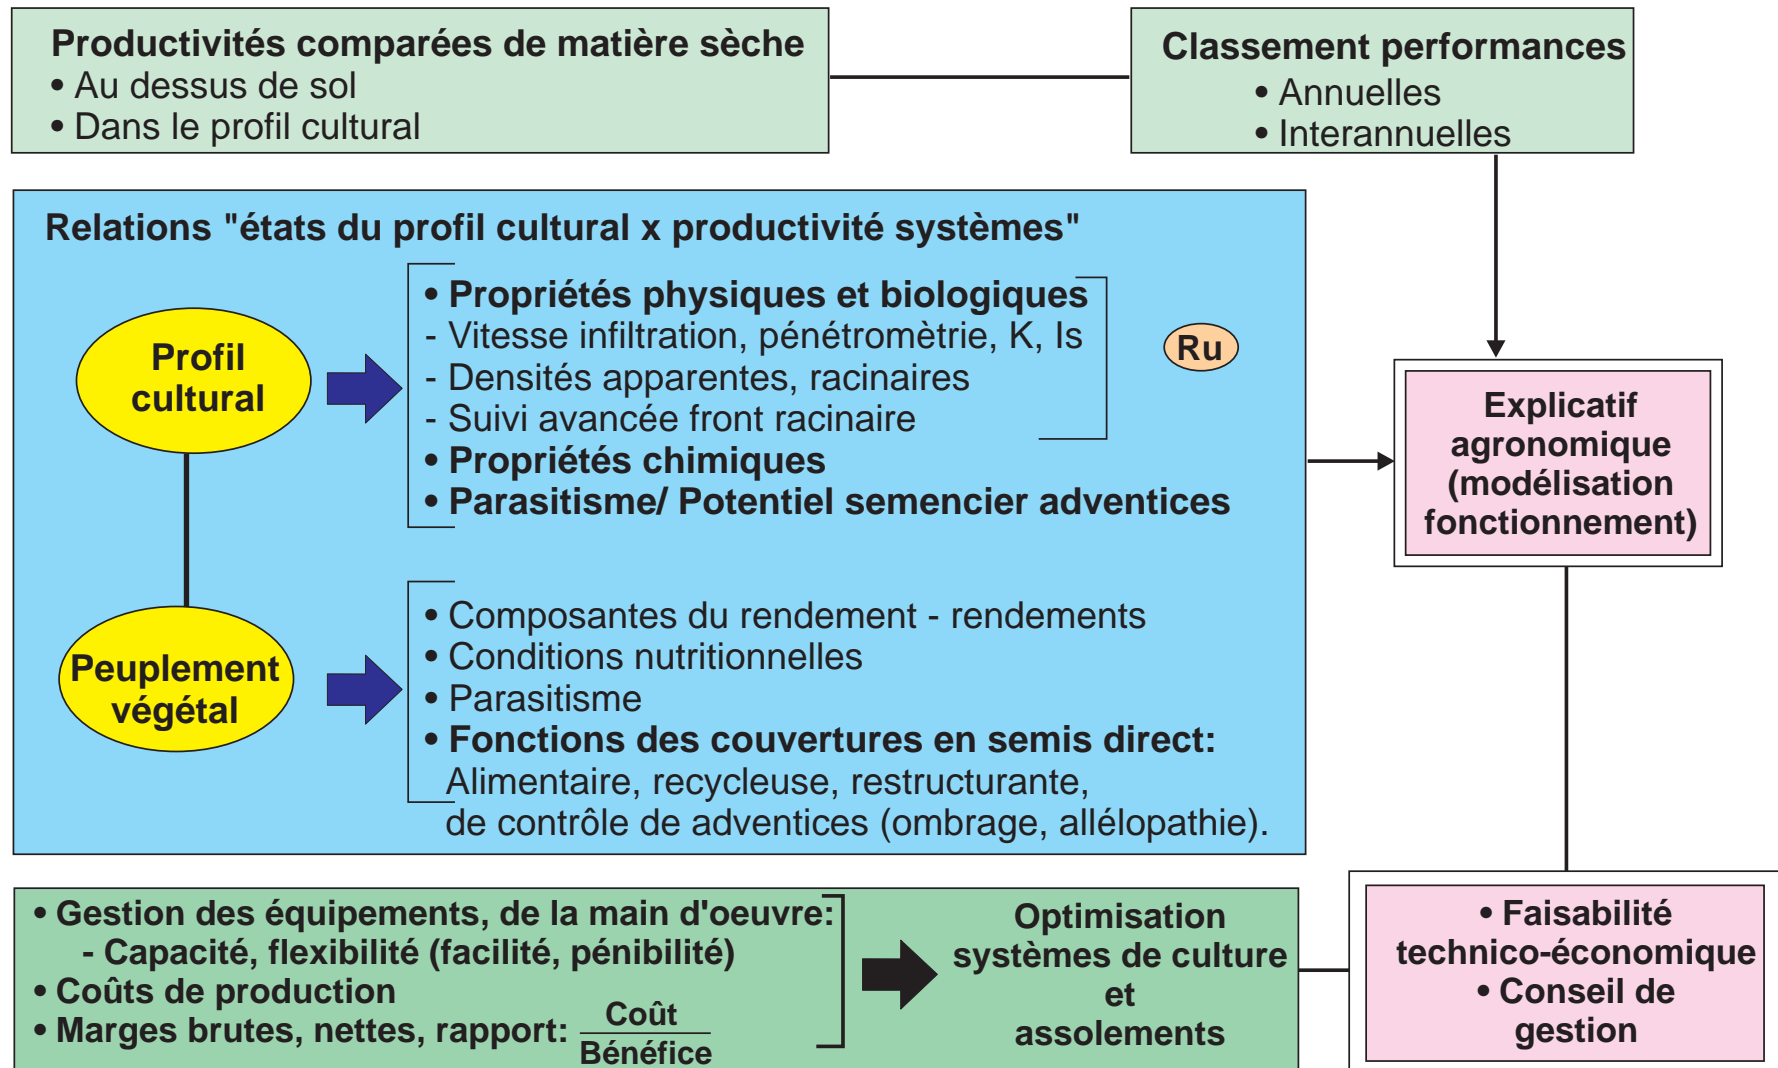 Productivités comparées de matière sèche
• Au dessus de sol
• Dans le profil cultural
Classement performances
• Annuelles
• Interannuelles
Relations "états du profil cultural x productivité systèmes"
Profil
cultural
• Propriétés physiques et biologiques
- Vitesse infiltration, pénétromètrie, K, Is
- Densités apparentes, racinaires
- Suivi avancée front racinaire
• Propriétés chimiques
• Parasitisme/ Potentiel semencier adventices
Ru
Explicatif
agronomique
(modélisation
fonctionnement)
Peuplement
végétal
• Composantes du rendement - rendements
• Conditions nutritionnelles
• Parasitisme
• Fonctions des couvertures en semis direct:
Alimentaire, recycleuse, restructurante,
de contrôle de adventices (ombrage, allélopathie).
• Gestion des équipements, de la main d'oeuvre:
- Capacité, flexibilité (facilité, pénibilité)
• Coûts de production
• Marges brutes, nettes, rapport: Coût
Bénéfice
Optimisation
systèmes de culture
et
assolements
• Faisabilité
technico-économique
• Conseil de
gestion